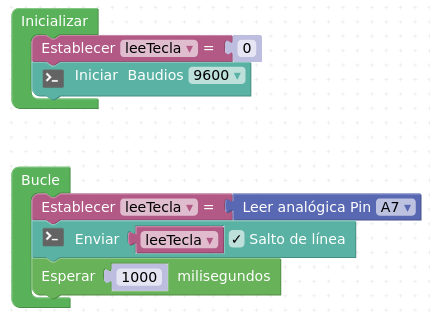 Inicializar
Establecer leeTecla = 0
Iniciar Baudios 9600
Bucle
Establecer leeTecla = Leer analógica Pin A7
Enviar leeTecla ✓ Salto de línea
Esperar 1000 milisegundos